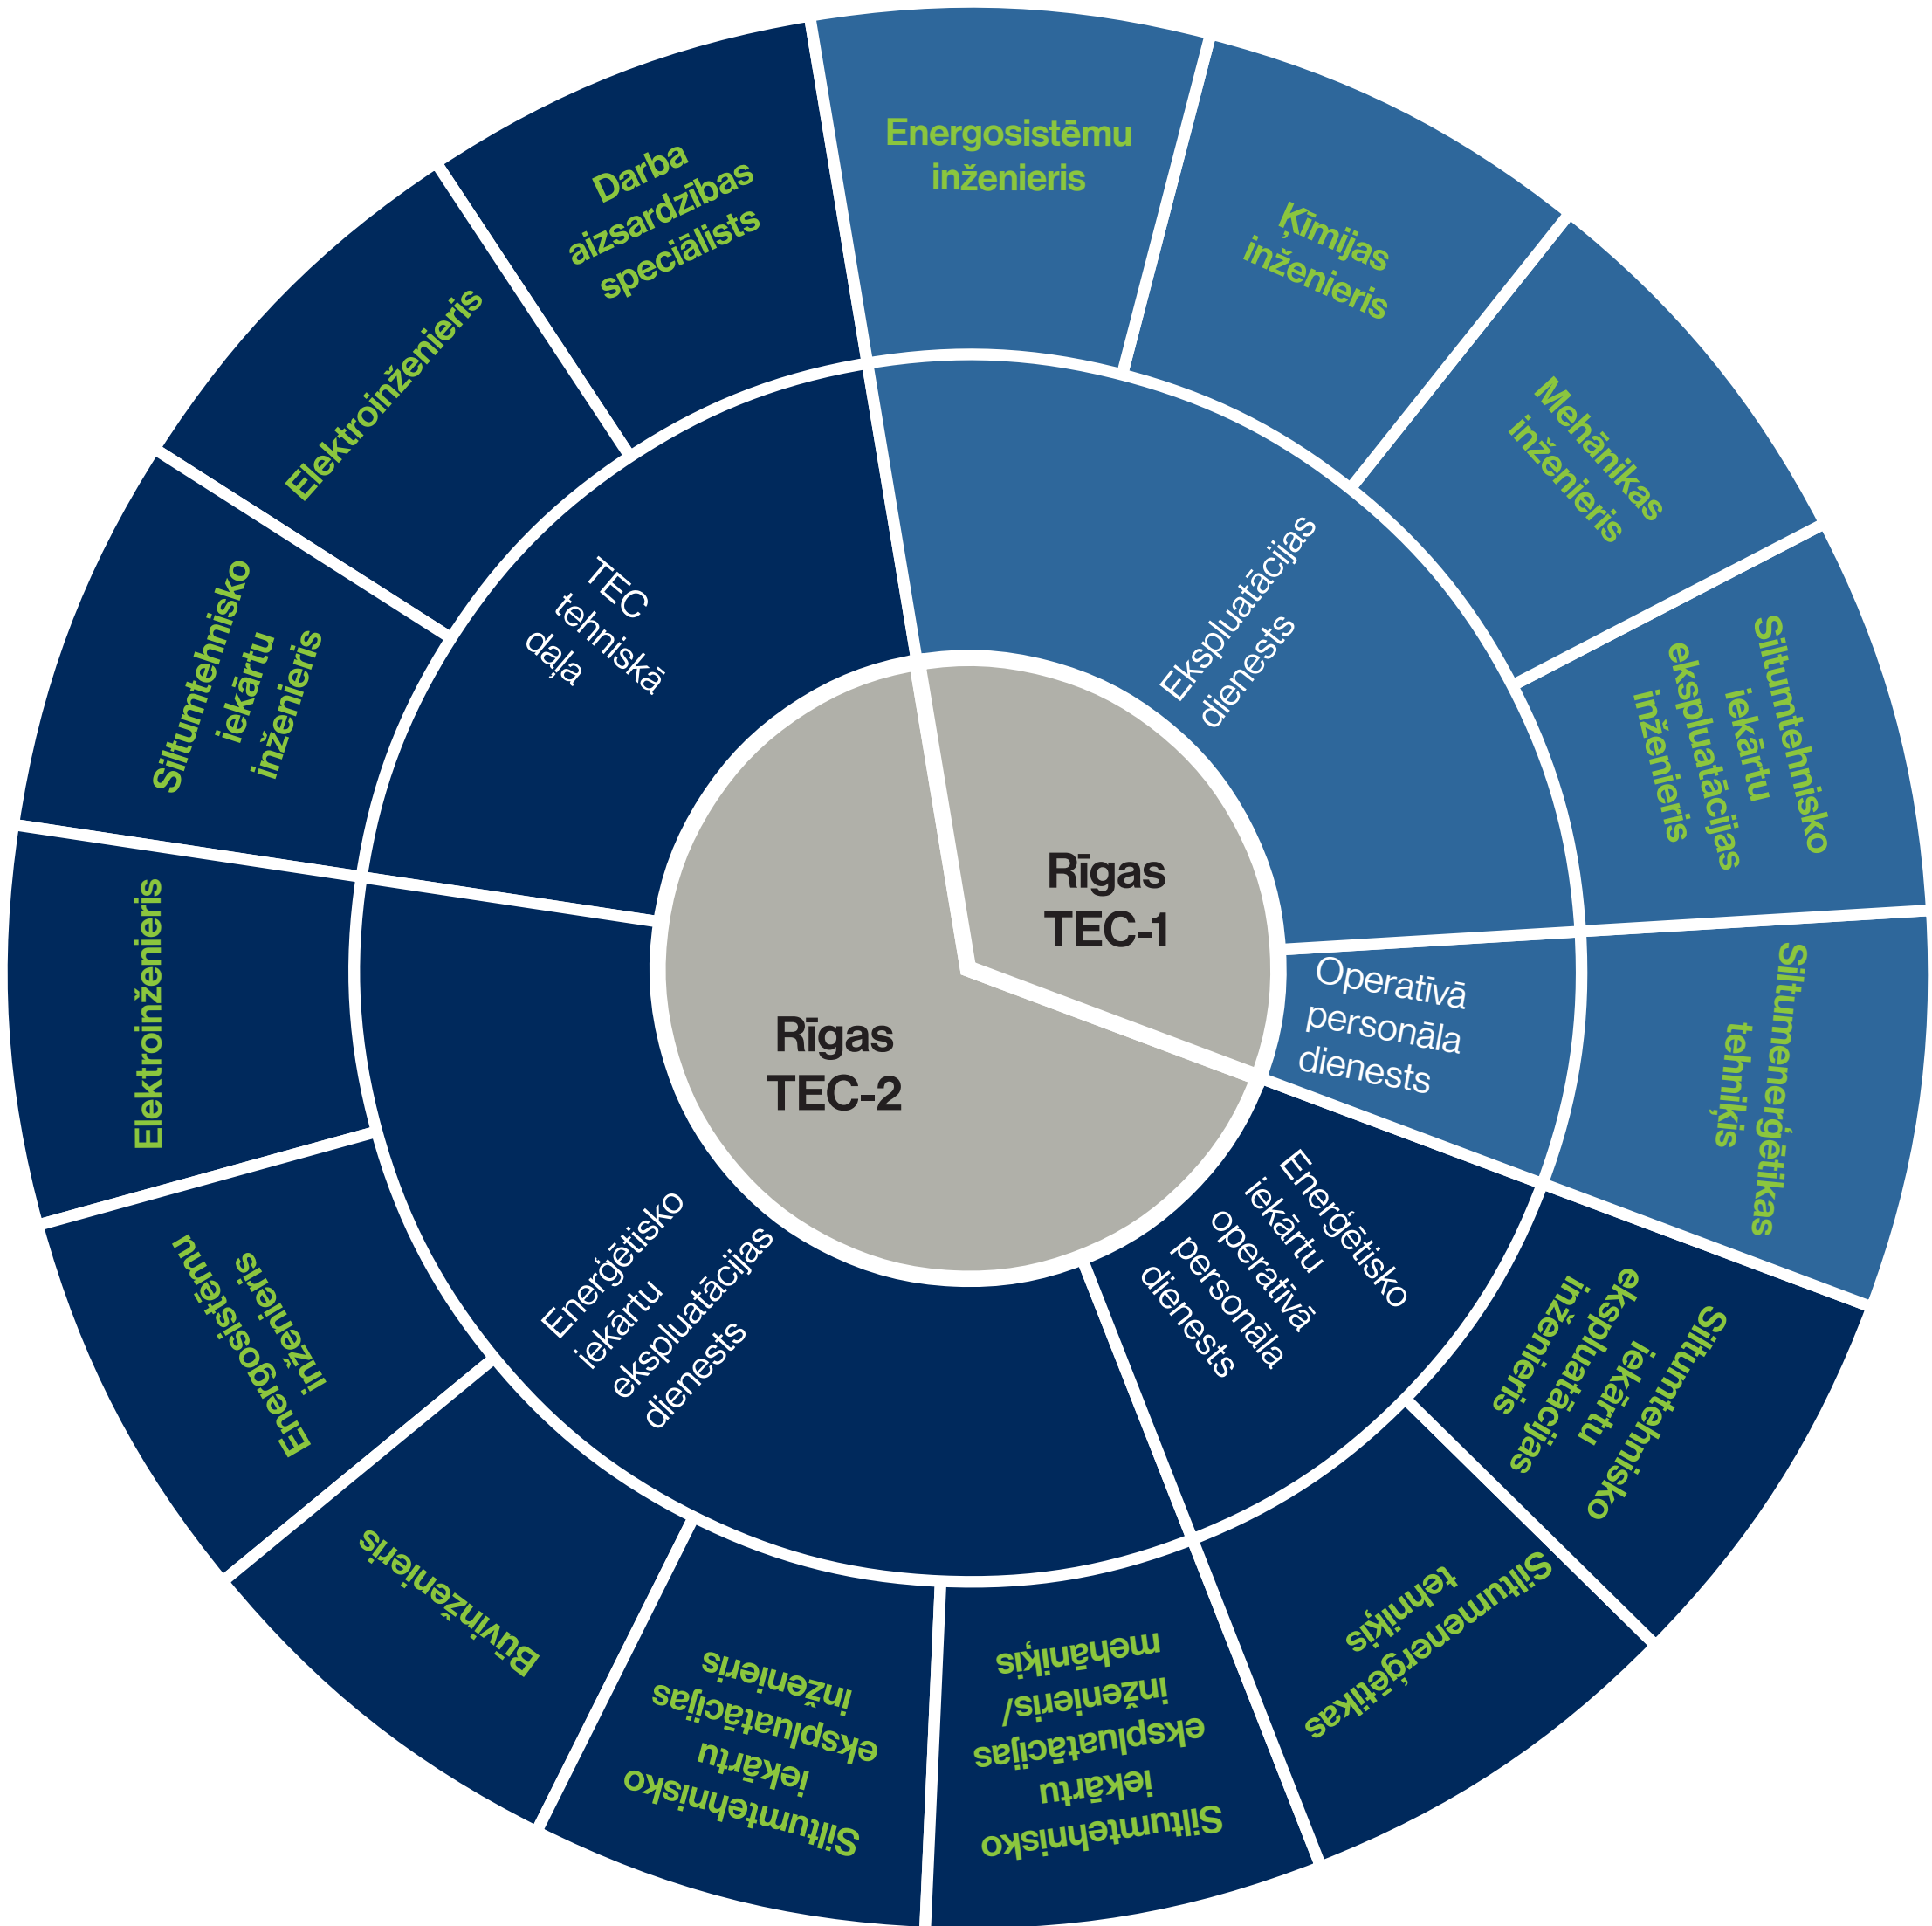 Rīgas
TEC-1
Ekspluatācijas
dienests
Energosistēmu
inženieris
Ķīmijas
inženieris
Mehānikas
inženieris
Siltumtehnisko
iekārtu
ekspluatācijas
inženieris
Operatīvā
personāla
dienests
Siltumenerģētikas
tehniķis
Rīgas
TEC-2
Enerģētisko
iekārtu
operatīvā
personāla
dienests
Siltumtehnisko
iekārtu
ekspluatācijas
inženieris
Siltumenerģētikas
tehniķis
Enerģētisko
iekārtu
ekspluatācijas
dienests
Siltumtehnisko
iekārtu
ekspluatācijas
inženieris/
mehāniķis
Siltumtehnisko
iekārtu
ekspluatācijas
inženieris
Būvinženieris
Energosistēmu
inženieris
Elektroinženieris
TEC
tehniskā
daļa
Siltumtehnisko
iekārtu
inženieris
Elektroinženieris
Darba
aizsardzības
speciālists